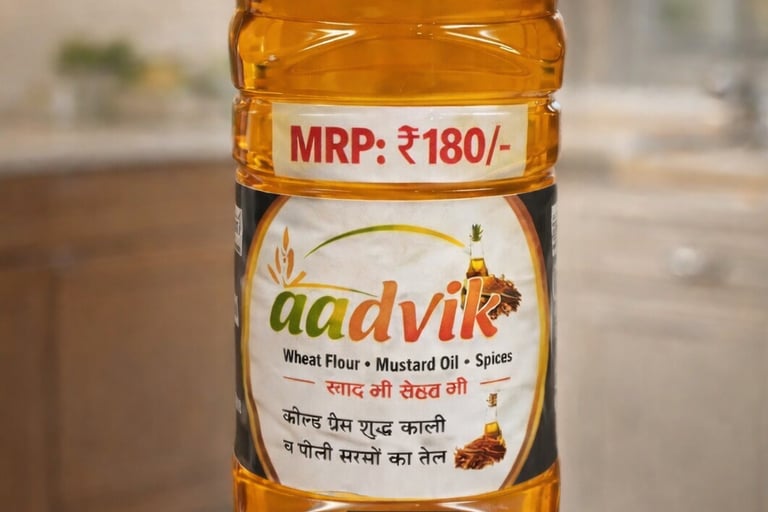 MRP: ₹180/-
aadvik
Wheat Flour • Mustard Oil • Spices
स्वाद भी सेहत भी
कोल्ड प्रेस शुद्ध काली
व पीली सरसों का तेल